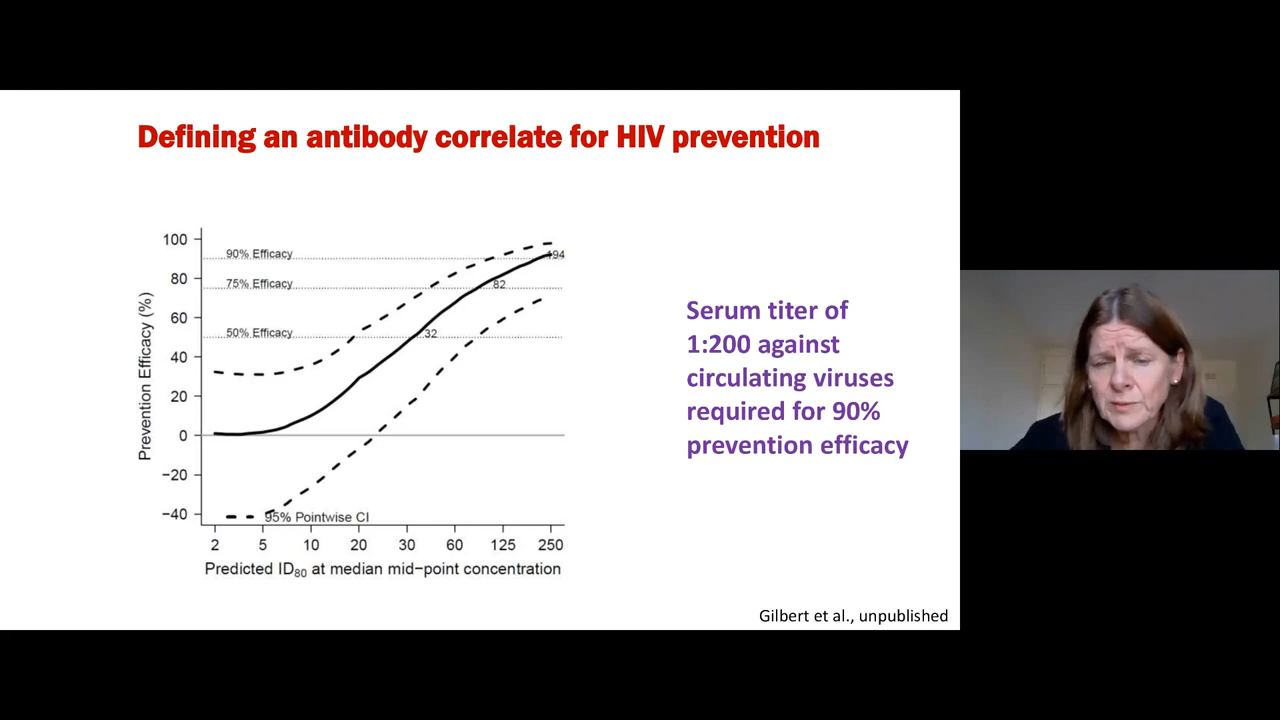 Defining an antibody correlate for HIV prevention
Prevention Efficacy (%)
100
80
60
40
20
0
−20
−40
90% Efficacy
75% Efficacy
50% Efficacy
194
82
32
95% Pointwise CI
2 5 10 20 30 60 125 250
Predicted ID80 at median mid−point concentration
Serum titer of
1:200 against
circulating viruses
required for 90%
prevention efficacy
Gilbert et al., unpublished